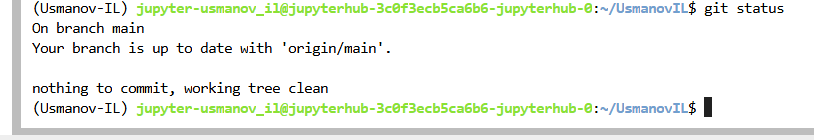 (Usmanov-IL) jupyter-usmanov_il@jupyterhub-3c0f3ecb5ca6b6-jupyterhub-0:~/UsmanovIL$ git status
On branch main
Your branch is up to date with 'origin/main'.
nothing to commit, working tree clean
(Usmanov-IL) jupyter-usmanov_il@jupyterhub-3c0f3ecb5ca6b6-jupyterhub-0:~/UsmanovIL$